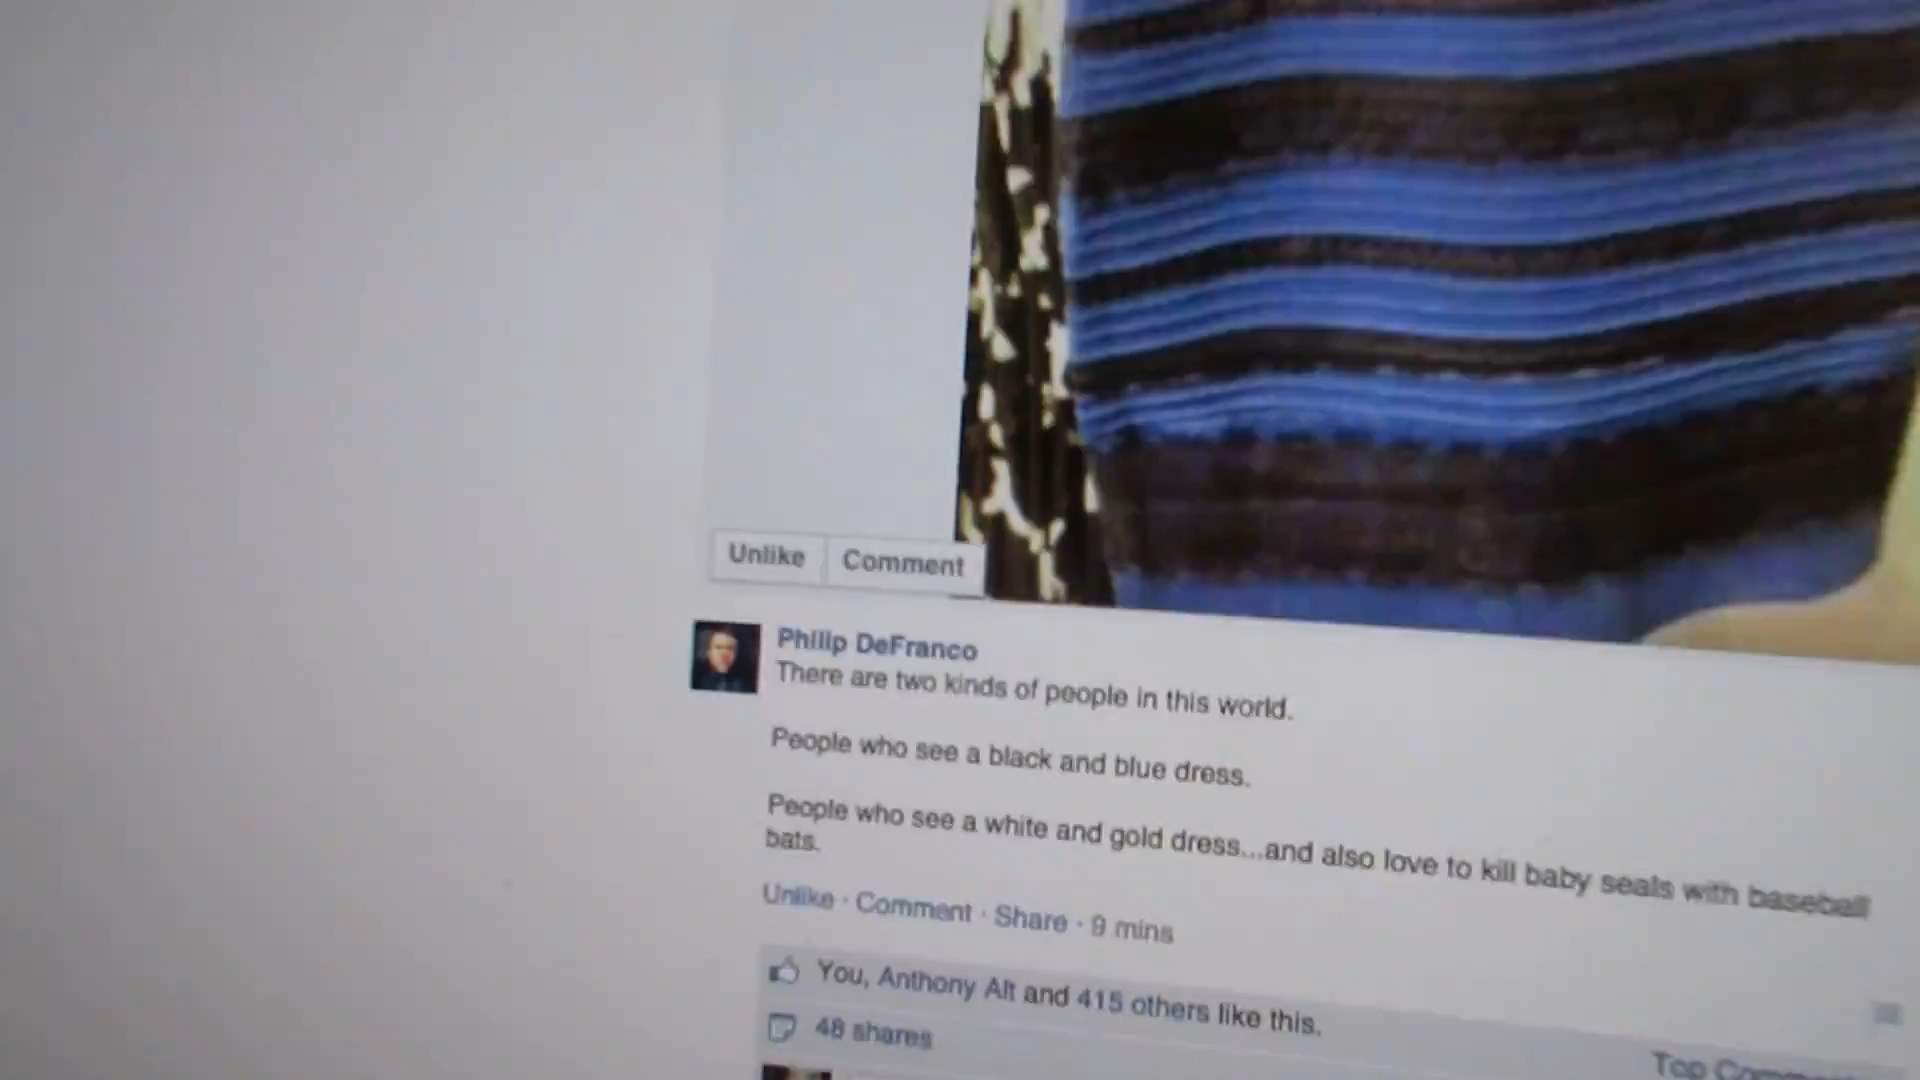 Unlike Comment
Philip DeFranco
There are two kinds of people in this world.
People who see a black and blue dress.
People who see a white and gold dress...and also love to kill baby seals with baseball
bats.
Unlike · Comment · Share · 9 mins
You, Anthony Alt and 415 others like this.
48 shares
Top